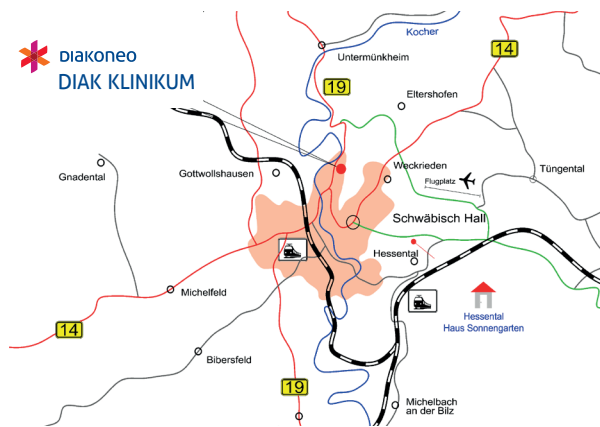 DIAKONEO
DIAK KLINIKUM
Kocher
Untermünkheim
14
19
Eltershofen
Gnadental
Gottwollshausen
Weckrieden
Flugplatz
Tüngental
Schwäbisch Hall
Hessental
Michelfeld
Hessental
Haus Sonnengarten
14
Bibersfeld
19
Michelbach
an der Bilz